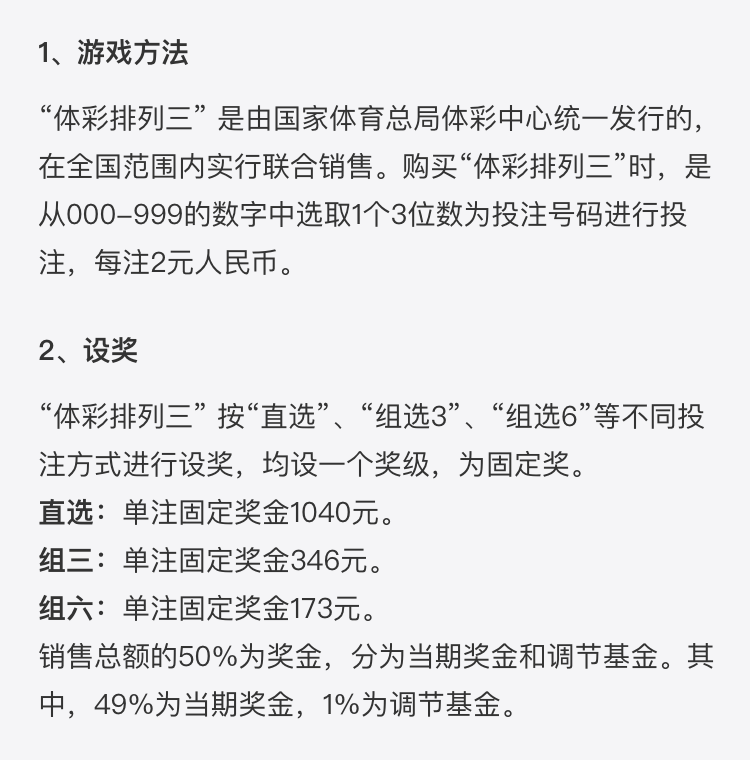 1、游戏方法
“体彩排列三” 是由国家体育总局体彩中心统一发行的，
在全国范围内实行联合销售。购买“体彩排列三”时，是
从000–999的数字中选取1个3位数为投注号码进行投
注，每注2元人民币。
2、设奖
“体彩排列三” 按“直选”、“组选3”、“组选6”等不同投
注方式进行设奖，均设一个奖级，为固定奖。
直选：单注固定奖金1040元。
组三：单注固定奖金346元。
组六：单注固定奖金173元。
销售总额的50%为奖金，分为当期奖金和调节基金。其
中，49%为当期奖金，1%为调节基金。